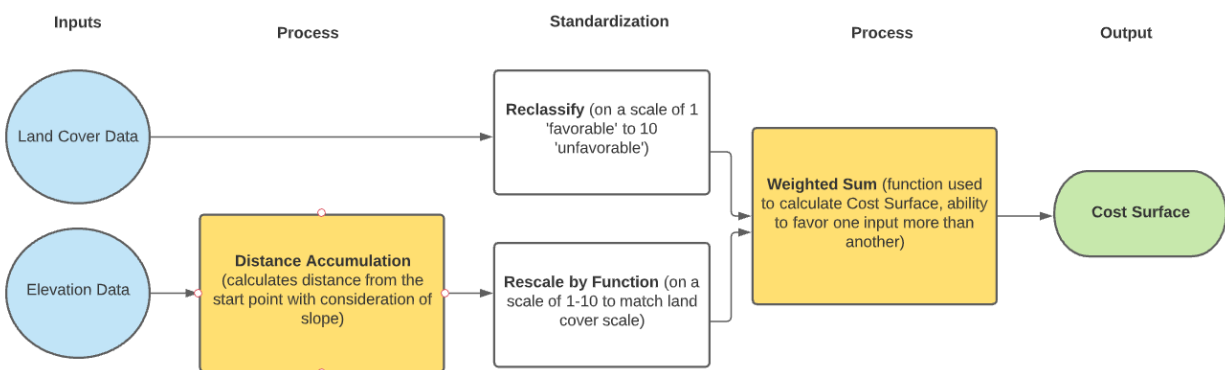 Inputs
Process
Standardization
Process
Output
Land Cover Data
Reclassify (on a scale of 1
'favorable' to 10
'unfavorable')
Weighted Sum (function used
to calculate Cost Surface, ability
to favor one input more than
another)
Cost Surface
Elevation Data
Distance Accumulation
(calculates distance from the
start point with consideration of
slope)
Rescale by Function (on a
scale of 1-10 to match land
cover scale)